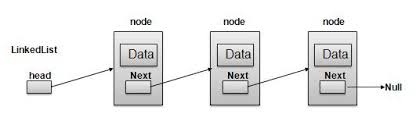 node node node
LinkedList
Data Data Data
head Next Next Next
Null